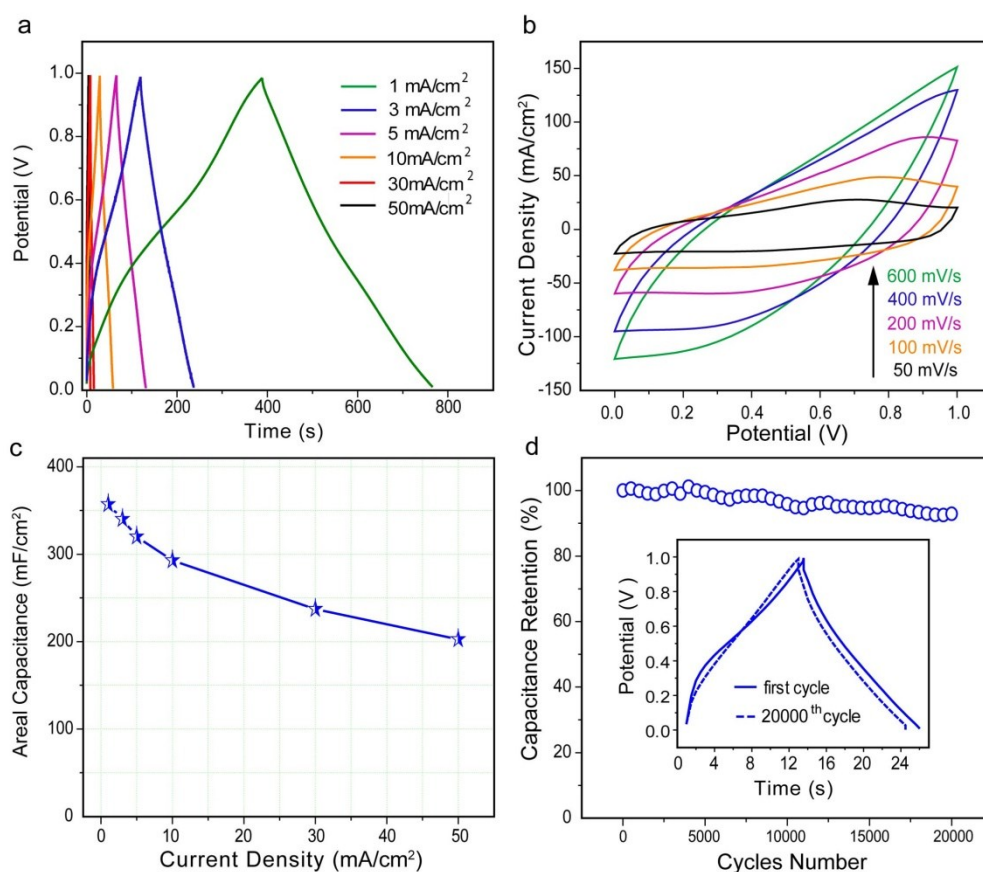 a
1.0
0.8
0.6
0.4
0.2
0.0
Potential (V)
0 200 400 600 800
Time (s)
1 mA/cm²
3 mA/cm²
5 mA/cm²
10mA/cm²
30mA/cm²
50mA/cm²
b
150
100
50
0
-50
-100
-150
Current Density (mA/cm²)
0.0 0.2 0.4 0.6 0.8 1.0
Potential (V)
600 mV/s
400 mV/s
200 mV/s
100 mV/s
50 mV/s
c
400
300
200
100
0
Areal Capacitance (mF/cm²)
0 10 20 30 40 50
Current Density (mA/cm²)
d
100
80
60
40
20
0
Capacitance Retention (%)
0 5000 10000 15000 20000
Cycles Number
1.0
0.8
0.6
0.4
0.2
0.0
Potential (V )
0 4 8 12 16 20 24
Time (s)
first cycle
20000th cycle